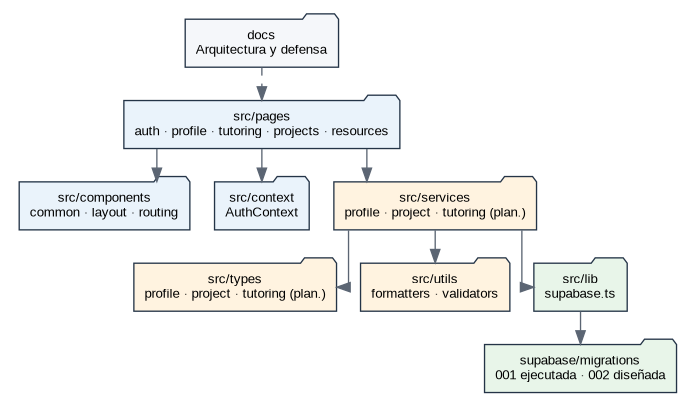 docs
Arquitectura y defensa
src/pages
auth · profile · tutoring · projects · resources
src/components
common · layout · routing
src/context
AuthContext
src/services
profile · project · tutoring (plan.)
src/types
profile · project · tutoring (plan.)
src/utils
formatters · validators
src/lib
supabase.ts
supabase/migrations
001 ejecutada · 002 diseñada